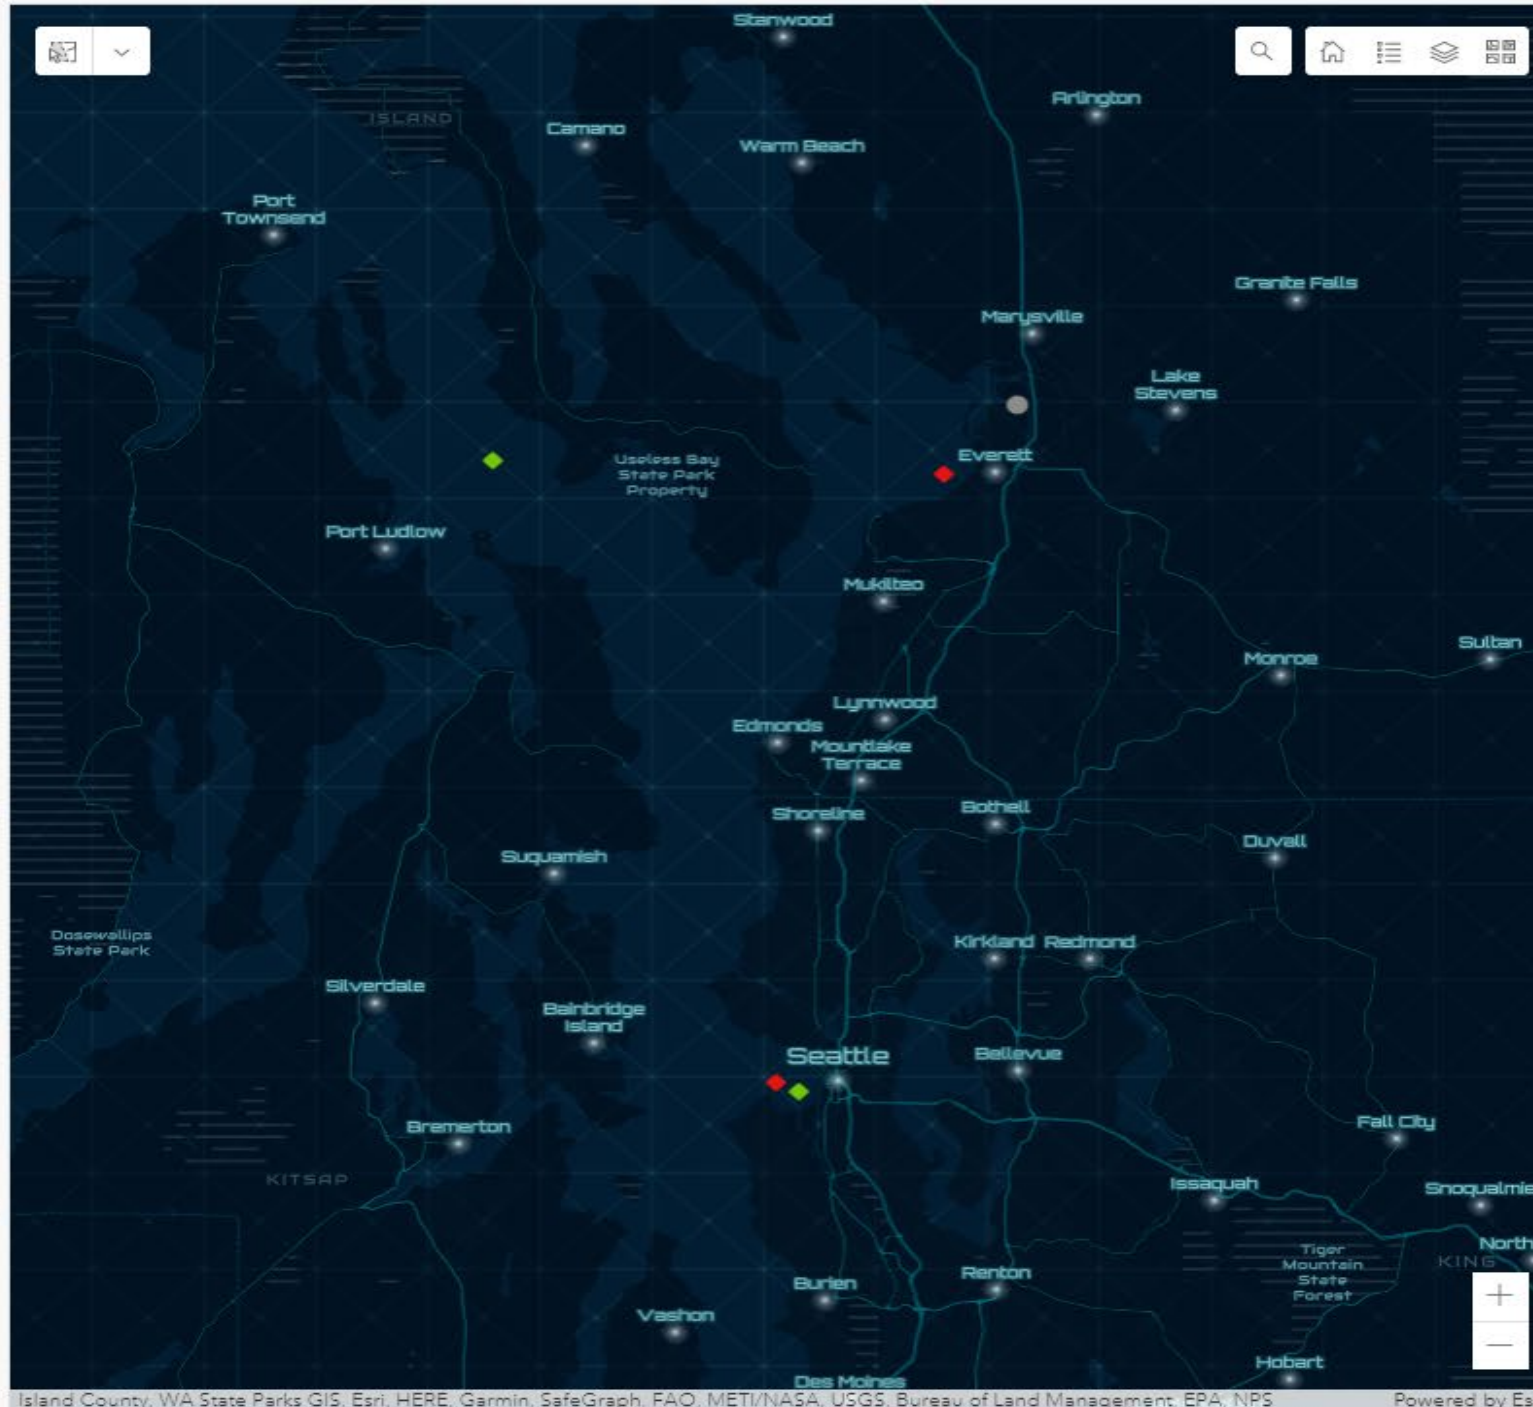 Stanwood
Arlington
ISLAND
Camano
Warm Beach
Port
Townsend
Granite Falls
Marysville
Lake
Stevens
Everett
Useless Bay
State Park
Property
Port Ludlow
Mukilteo
Sultan
Monroe
Lynnwood
Edmonds
Mountlake
Terrace
Bothell
Shoreline
Duvall
Suquamish
Dosewallips
State Park
Kirkland
Redmond
Silverdale
Bainbridge
Island
Seattle
Bellevue
Bremerton
Fall City
KITSAP
Issaquah
Snoqualmie
North
Tiger
Mountain
State
Forest
KING
Renton
Burien
Vashon
Hobart
Des Moines
Island County, WA State Parks GIS, Esri, HERE, Garmin, SafeGraph, FAO, METI/NASA, USGS, Bureau of Land Management, EPA, NPS
Powered by Es